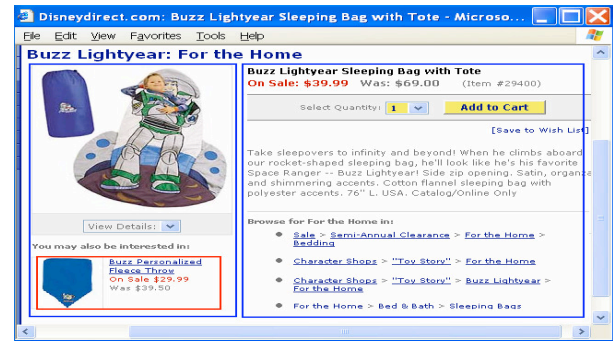 Disneydirect.com: Buzz Lightyear Sleeping Bag with Tote - Microso...
File Edit View Favorites Tools Help
Buzz Lightyear: For the Home
Buzz Lightyear Sleeping Bag with Tote
On Sale: $39.99 Was: $69.00 (Item #29400)
Select Quantity: 1 Add to Cart
[Save to Wish List]
Take sleepovers to infinity and beyond! When he climbs aboard
our rocket-shaped sleeping bag, he'll look like he's his favorite
Space Ranger -- Buzz Lightyear! Side zip opening. Satin, organza
and shimmering accents. Cotton flannel sleeping bag with
polyester accents. 76" L. USA. Catalog/Online Only
View Details:
You may also be interested in:
Buzz Personalized
Fleece Throw
On Sale $29.99
Was $39.50
Browse for For the Home in:
Sale > Semi-Annual Clearance > For the Home >
Bedding
Character Shops > "Toy Story" > For the Home
Character Shops > "Toy Story" > Buzz Lightyear >
For the Home
For the Home > Bed & Bath > Sleeping Bags